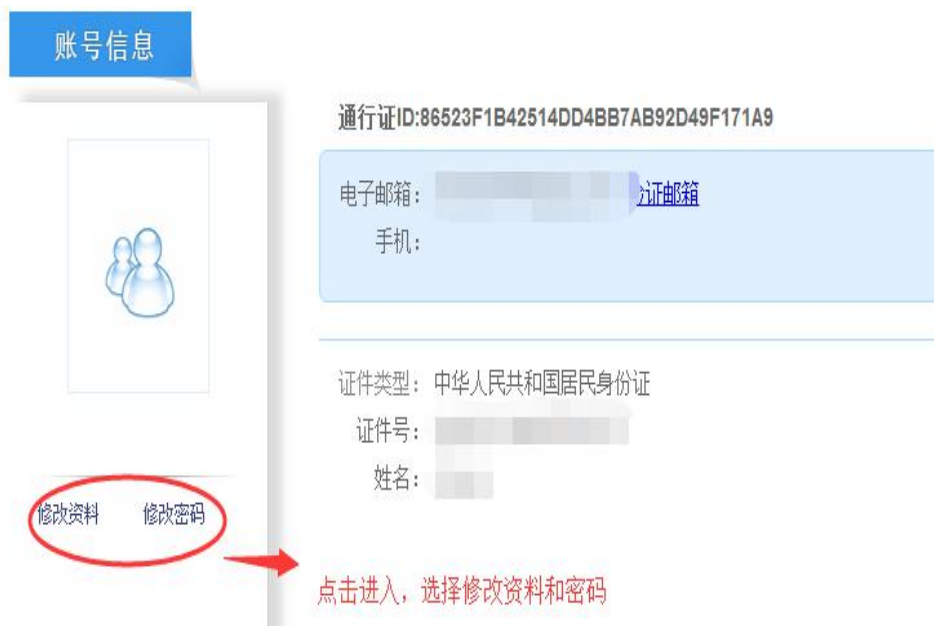 账号信息
通行证ID:86523F1B42514DD4BB7AB92D49F171A9
电子邮箱: 证邮箱
手机:
证件类型: 中华人民共和国居民身份证
证件号:
姓名:
修改资料 修改密码
点击进入，选择修改资料和密码